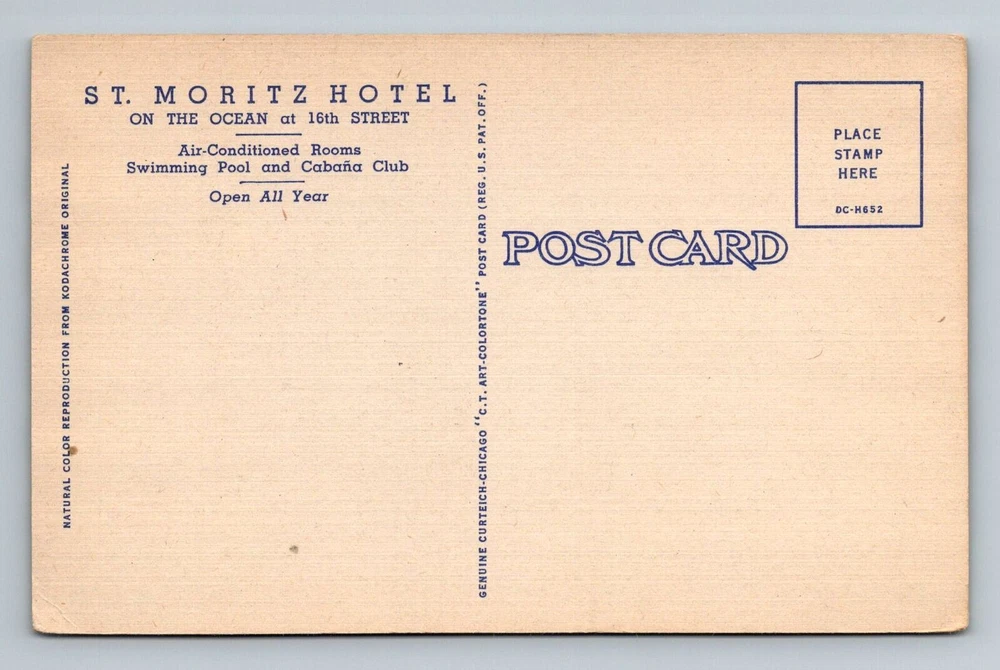 ST. MORITZ HOTEL
ON THE OCEAN at 16th STREET
Air-Conditioned Rooms
Swimming Pool and Cabaña Club
Open All Year
NATURAL COLOR REPRODUCTION FROM KODACHROME ORIGINAL
GENUINE CURTEICH-CHICAGO "C.T. ART-COLORTONE" POST CARD (REG. U.S. PAT. OFF.)
POST CARD
PLACE
STAMP
HERE
DC-H652